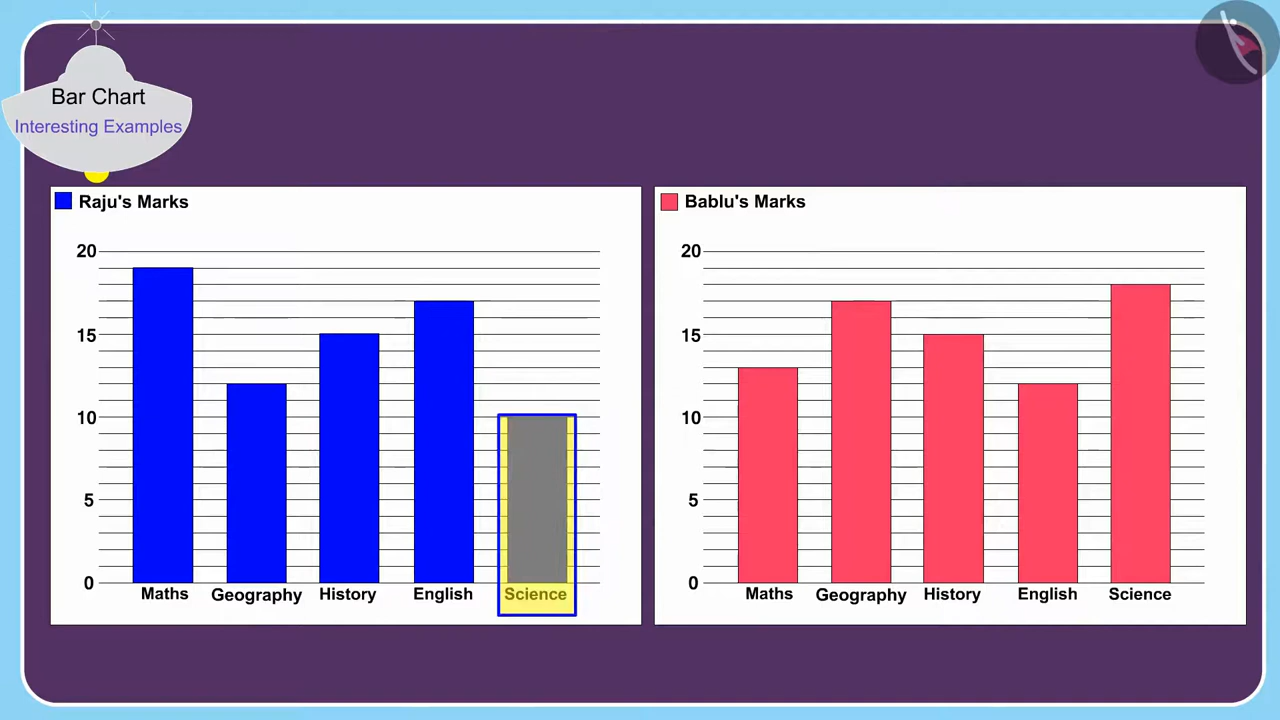 Bar Chart
Interesting Examples
Raju's Marks
20
15
10
5
0
Maths Geography History English Science
Bablu's Marks
20
15
10
5
0
Maths Geography History English Science